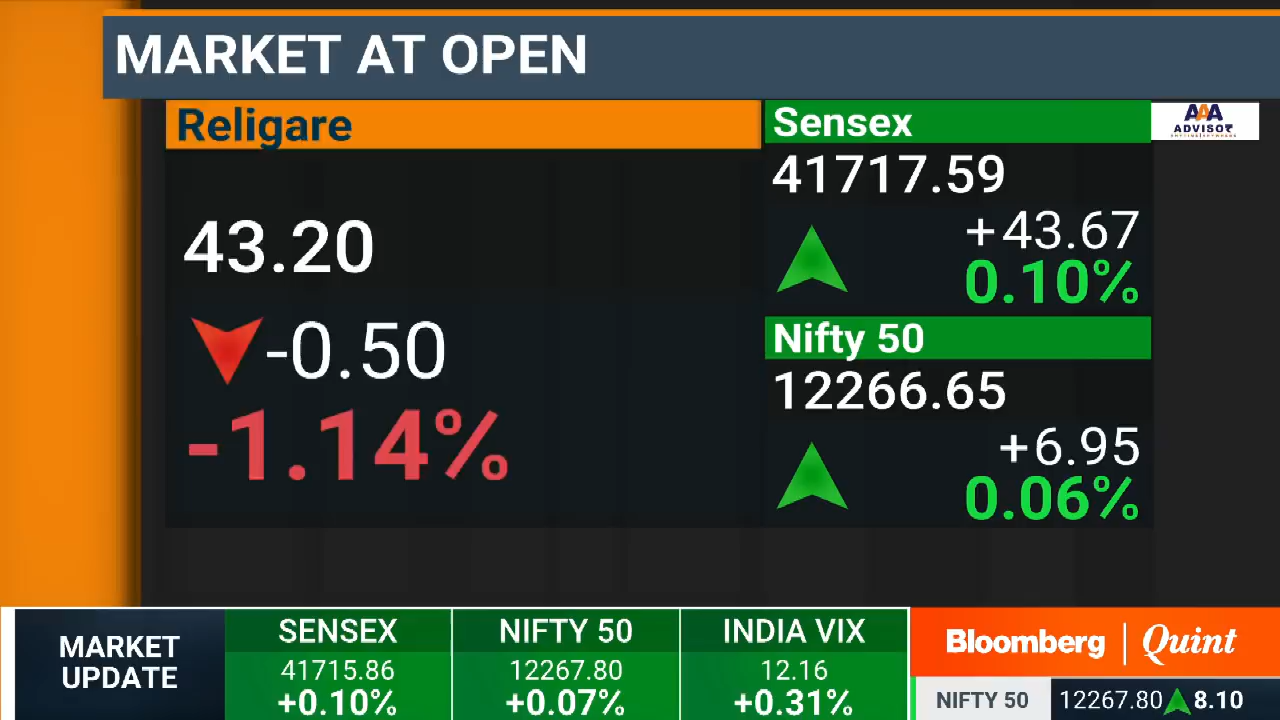 MARKET AT OPEN
Religare
43.20
-0.50
-1.14%
Sensex
41717.59
+43.67
0.10%
Nifty 50
12266.65
+6.95
0.06%
AAA
ADVISOR
MARKET
UPDATE
SENSEX
41715.86
+0.10%
NIFTY 50
12267.80
+0.07%
INDIA VIX
12.16
+0.31%
Bloomberg | Quint
NIFTY 50 12267.80 8.10